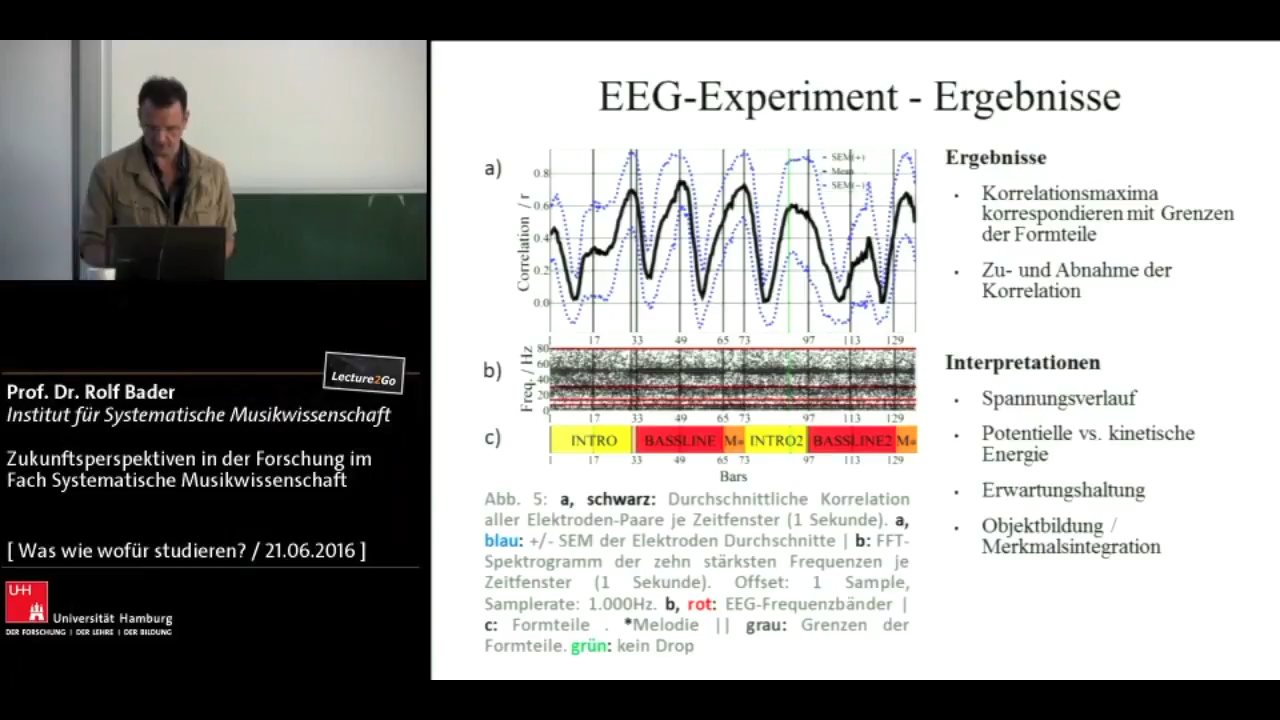 EEG-Experiment - Ergebnisse
a)
SEM(+)
Mean
SEM(−)
Correlation / r
0.8
0.6
0.4
0.2
0.0
1 17 33 49 65 73 97 113 129
b)
Freq. / Hz
80
60
40
20
0
1 17 33 49 65 73 97 113 129
c)
INTRO BASSLINE M* INTRO2 BASSLINE2 M*
1 17 33 49 65 73 97 113 129
Bars
Abb. 5: a, schwarz: Durchschnittliche Korrelation
aller Elektroden-Paare je Zeitfenster (1 Sekunde). a,
blau: +/- SEM der Elektroden Durchschnitte | b: FFT-
Spektrogramm der zehn stärksten Frequenzen je
Zeitfenster (1 Sekunde). Offset: 1 Sample,
Samplerate: 1.000Hz. b, rot: EEG-Frequenzbänder |
c: Formteile . *Melodie || grau: Grenzen der
Formteile. grün: kein Drop
Ergebnisse
· Korrelationsmaxima
korrespondieren mit Grenzen
der Formteile
· Zu- und Abnahme der
Korrelation
Interpretationen
· Spannungsverlauf
· Potentielle vs. kinetische
Energie
· Erwartungshaltung
· Objektbildung /
Merkmalsintegration
Lecture2Go
Prof. Dr. Rolf Bader
Institut für Systematische Musikwissenschaft
Zukunftsperspektiven in der Forschung im
Fach Systematische Musikwissenschaft
[ Was wie wofür studieren? / 21.06.2016 ]
UH
Universität Hamburg
DER FORSCHUNG | DER LEHRE | DER BILDUNG